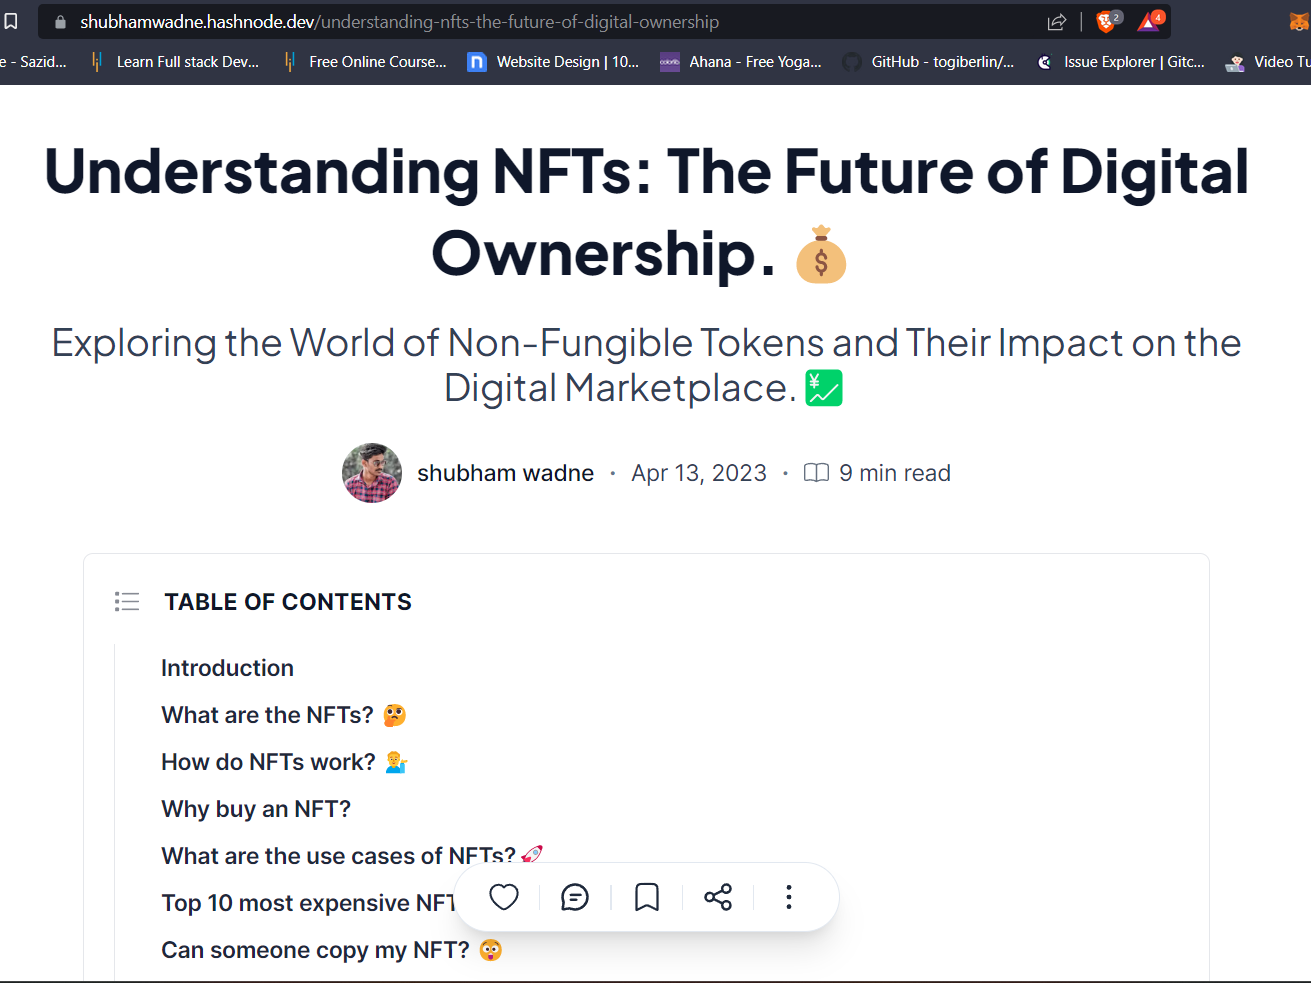 shubhamwadne.hashnode.dev/understanding-nfts-the-future-of-digital-ownership
2
4
e - Sazid... Learn Full stack Dev... Free Online Course... Website Design | 10... Ahana - Free Yoga... GitHub - togiberlin/... Issue Explorer | Gitc... Video Tu
Understanding NFTs: The Future of Digital
Ownership. 💰
Exploring the World of Non-Fungible Tokens and Their Impact on the
Digital Marketplace. 💹
shubham wadne · Apr 13, 2023 · 9 min read
TABLE OF CONTENTS
Introduction
What are the NFTs? 🤔
How do NFTs work? 💁‍♂️
Why buy an NFT?
What are the use cases of NFTs? 🚀
Top 10 most expensive NFT
Can someone copy my NFT? 😲